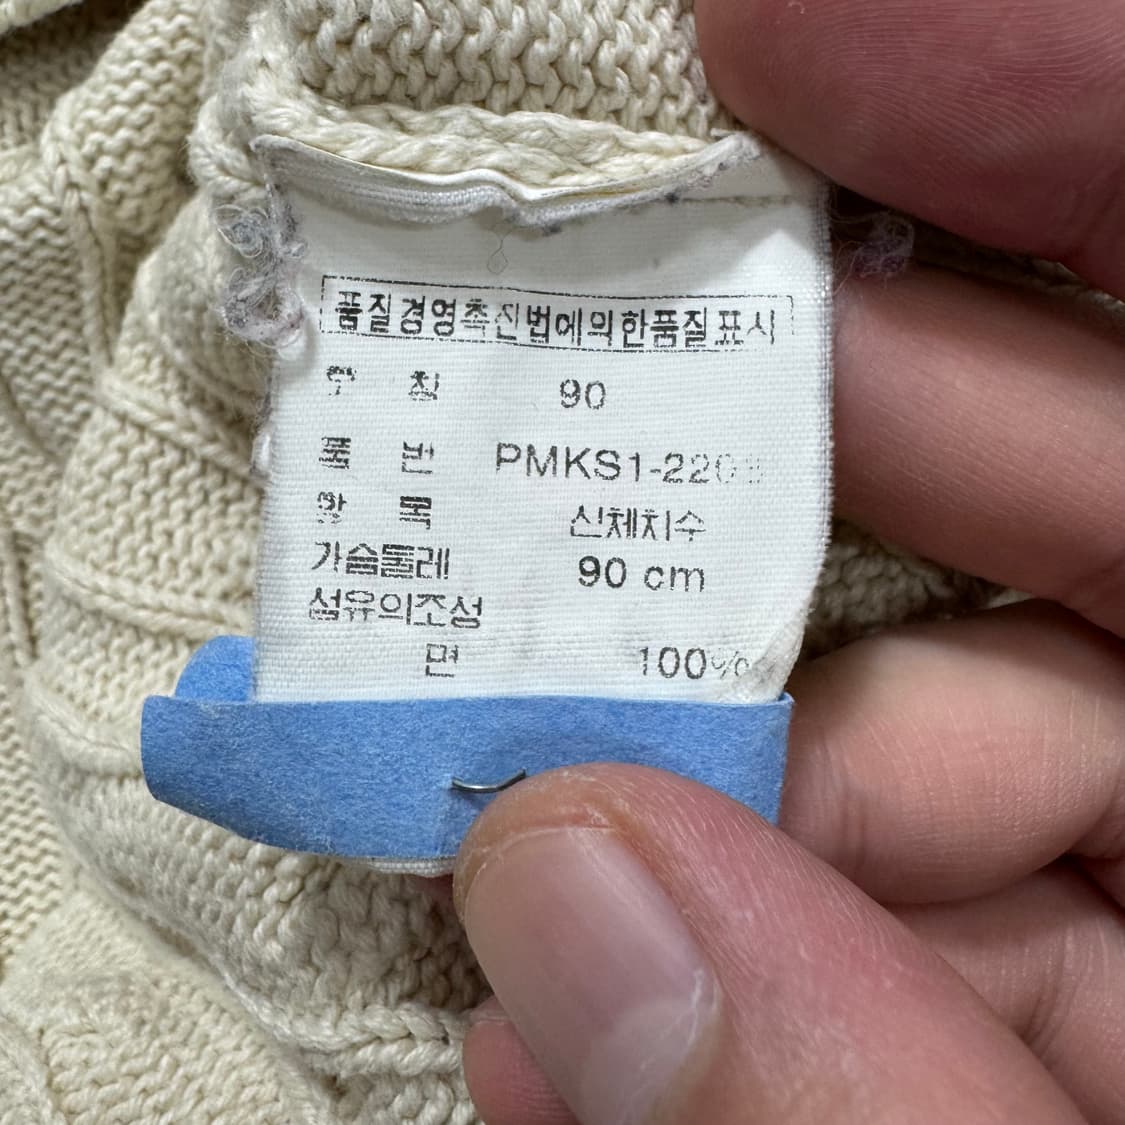 품질경영촉진법에의한품질표시
호 칭 90
품 번 PMKS1-220
항 목 신체치수
가슴둘레 90 cm
섬유의조성
면 100%